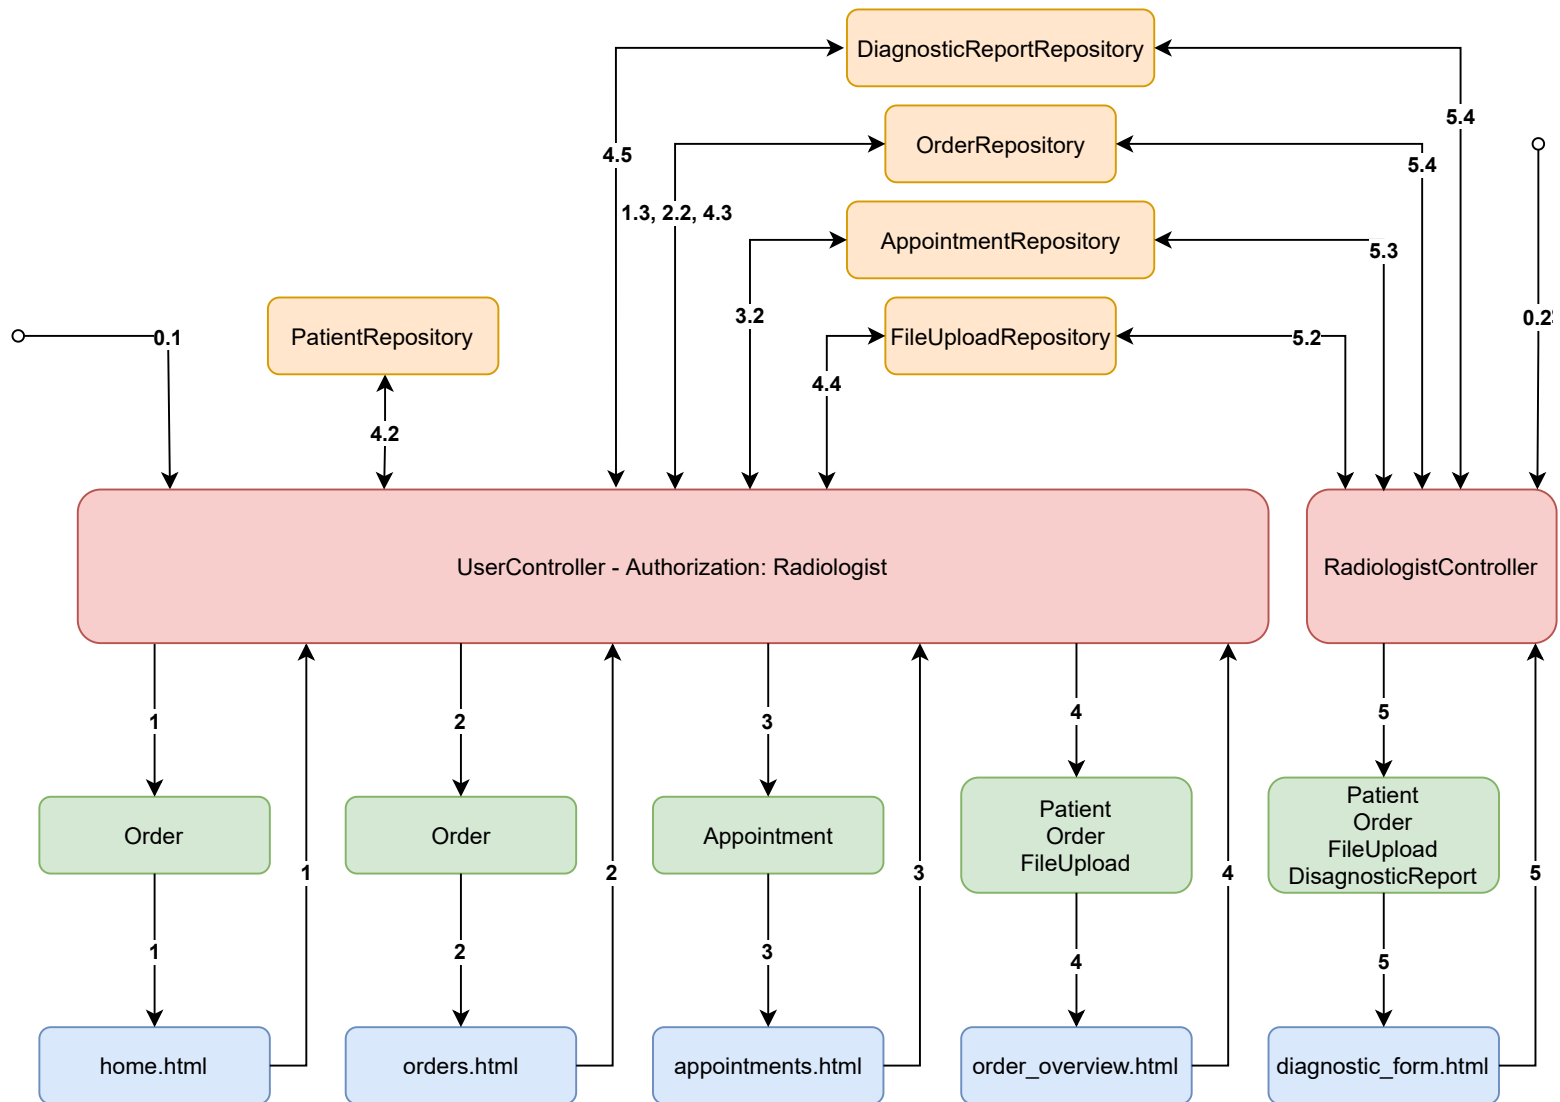 DiagnosticReportRepository
5.4
OrderRepository
4.5
5.4
1.3, 2.2, 4.3
AppointmentRepository
5.3
3.2
0.2
0.1
PatientRepository
FileUploadRepository
5.2
4.4
4.2
UserController - Authorization: Radiologist
RadiologistController
1
2
3
4
5
Order
Order
Appointment
Patient
Order
FileUpload
Patient
Order
FileUpload
DisagnosticReport
1
2
3
4
5
1
2
3
4
5
home.html
orders.html
appointments.html
order_overview.html
diagnostic_form.html